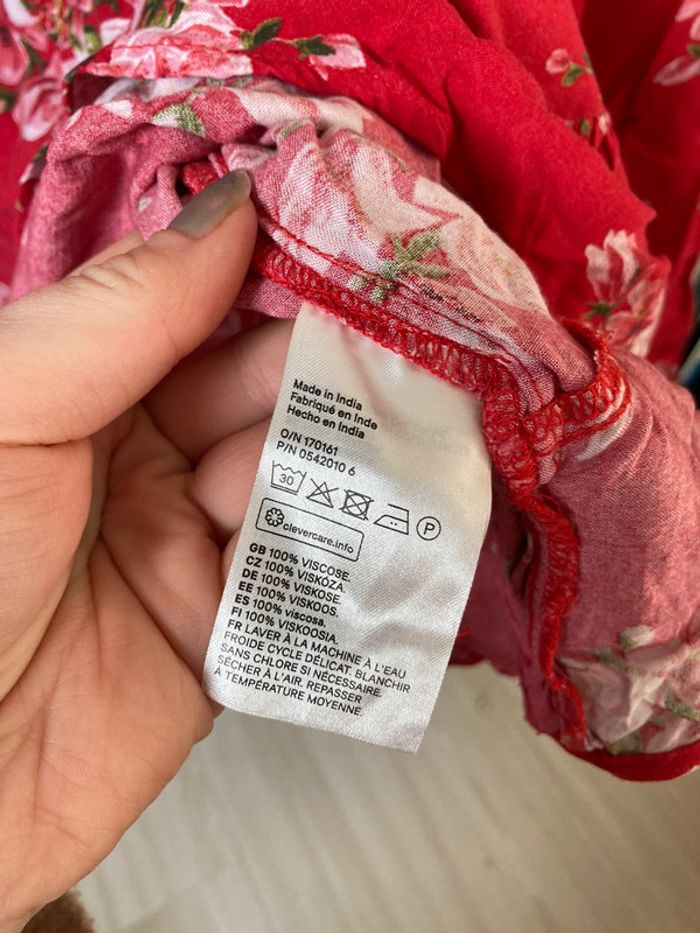 Made in India
Fabriqué en Inde
Hecho en India
O/N 170161
P/N 0542010 6
30
P
clevercare.info
GB 100% VISCOSE.
CZ 100% VISKÓZA.
DE 100% VISKOSE.
EE 100% VISKOOS.
ES 100% viscosa.
FI 100% VISKOOSIA.
FR LAVER À LA MACHINE À L'EAU
FROIDE CYCLE DÉLICAT. BLANCHIR
SANS CHLORE SI NÉCESSAIRE.
SÉCHER À L'AIR. REPASSER
À TEMPÉRATURE MOYENNE.